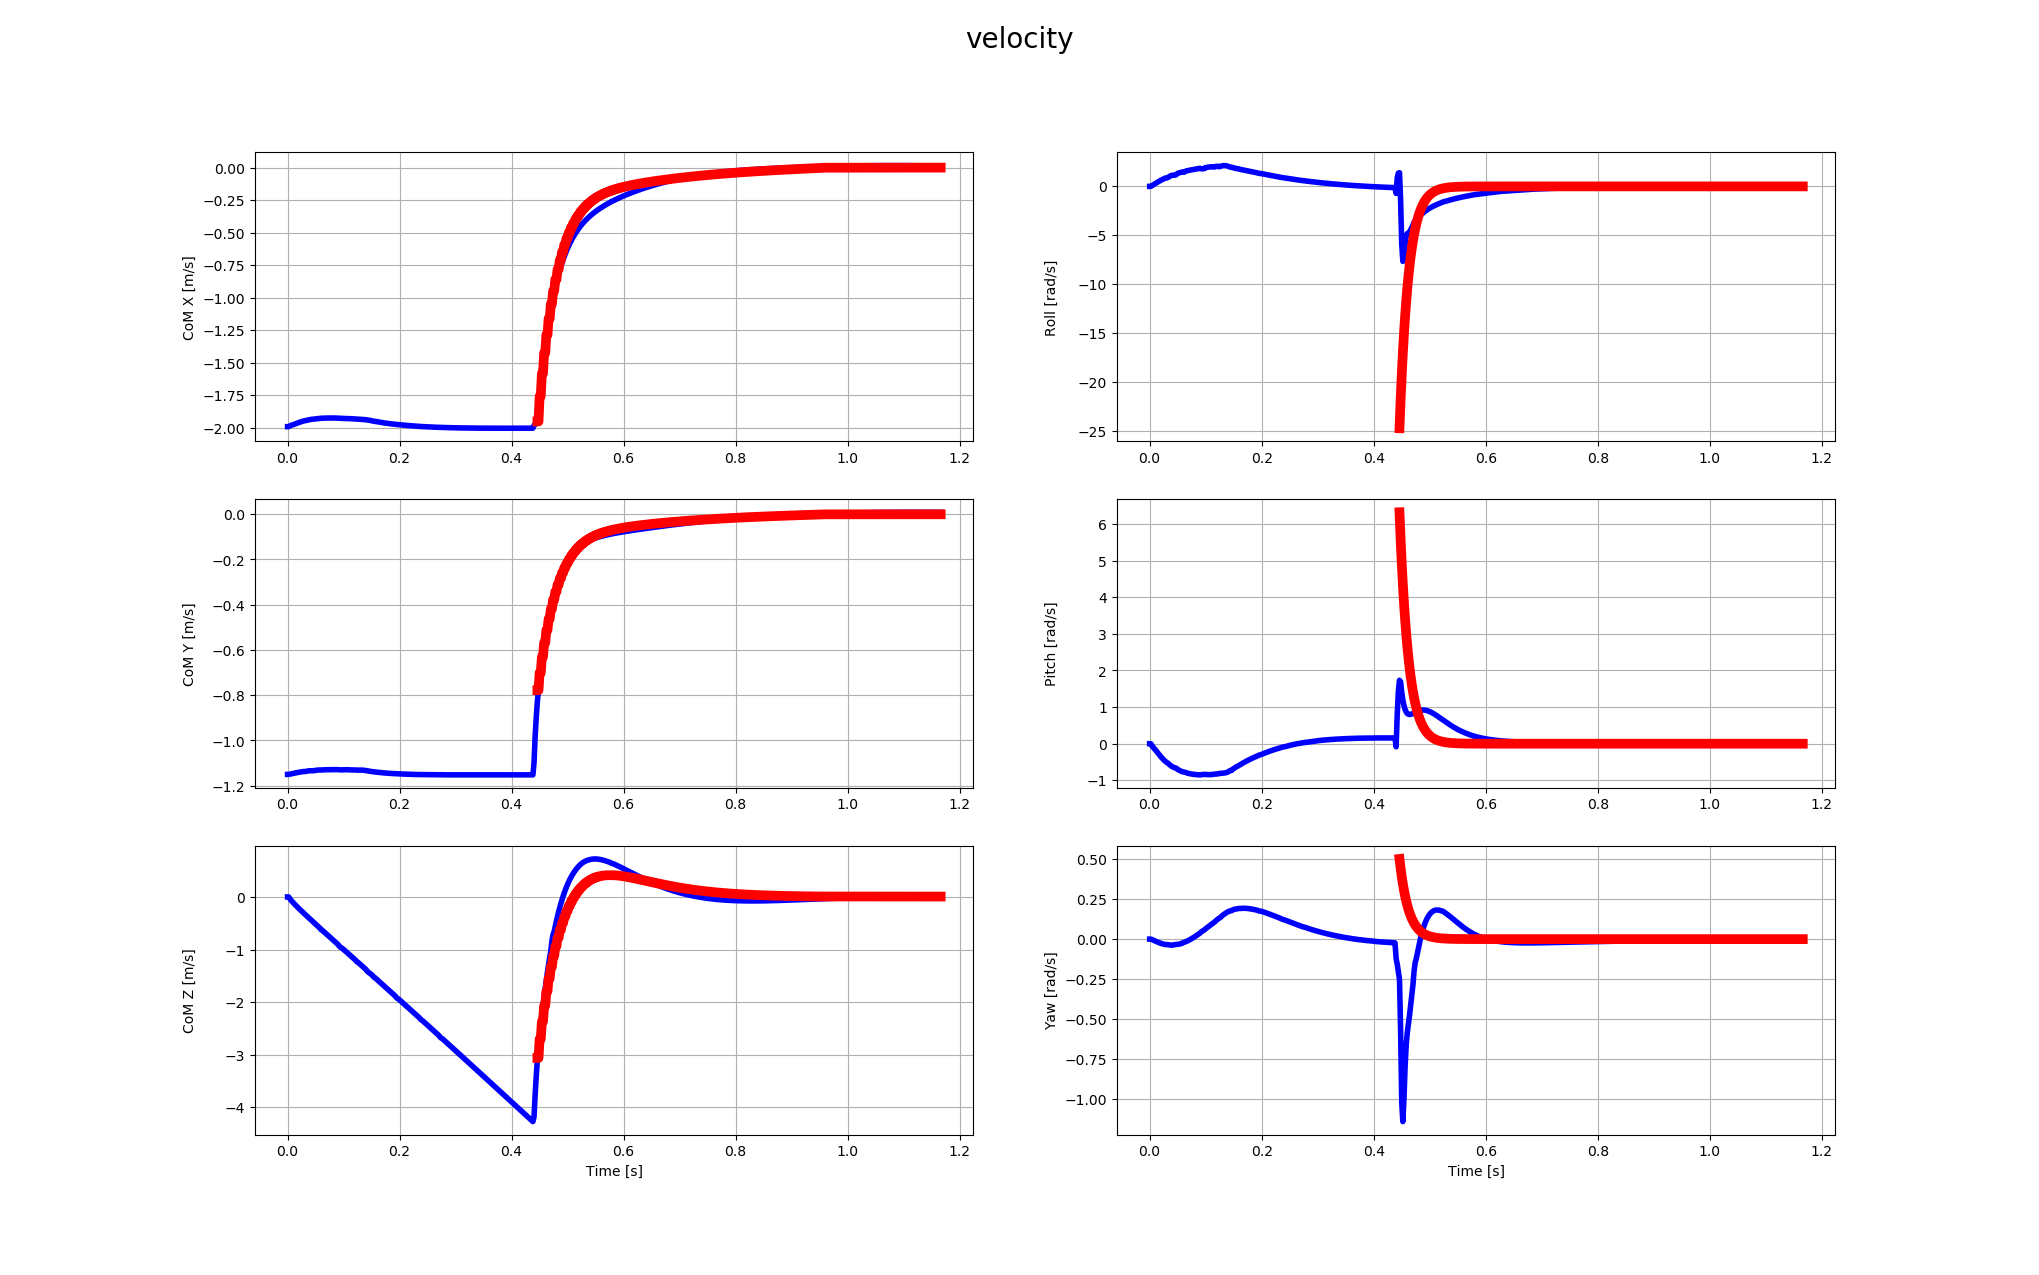 velocity
CoM X [m/s]
0.00
−0.25
−0.50
−0.75
−1.00
−1.25
−1.50
−1.75
−2.00
0.0 0.2 0.4 0.6 0.8 1.0 1.2
Roll [rad/s]
0
−5
−10
−15
−20
−25
0.0 0.2 0.4 0.6 0.8 1.0 1.2
CoM Y [m/s]
0.0
−0.2
−0.4
−0.6
−0.8
−1.0
−1.2
0.0 0.2 0.4 0.6 0.8 1.0 1.2
Pitch [rad/s]
6
5
4
3
2
1
0
−1
0.0 0.2 0.4 0.6 0.8 1.0 1.2
CoM Z [m/s]
0
−1
−2
−3
−4
0.0 0.2 0.4 0.6 0.8 1.0 1.2
Time [s]
Yaw [rad/s]
0.50
0.25
0.00
−0.25
−0.50
−0.75
−1.00
0.0 0.2 0.4 0.6 0.8 1.0 1.2
Time [s]